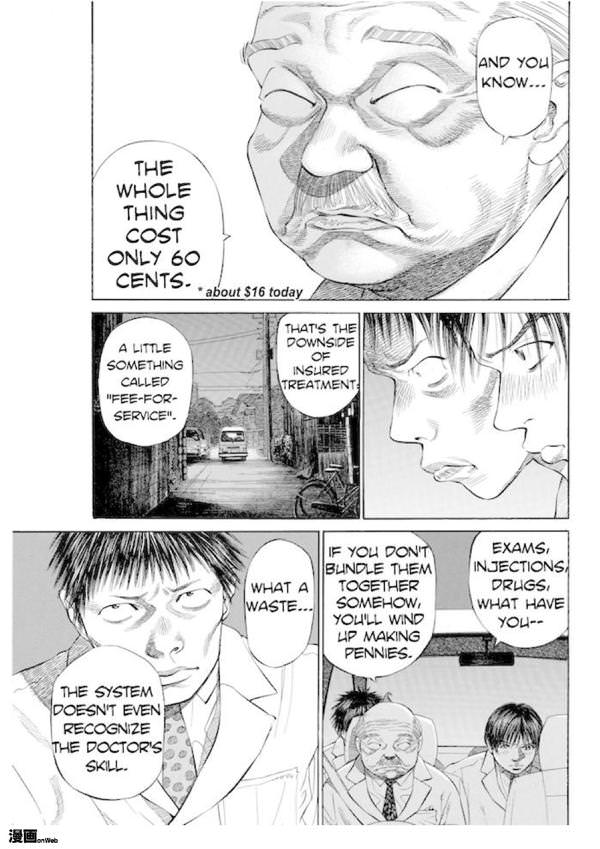 AND YOU
KNOW...
THE
WHOLE
THING
COST
ONLY 60
CENTS.
* about $16 today
THAT'S THE
DOWNSIDE
OF
INSURED
TREATMENT.
A LITTLE
SOMETHING
CALLED
"FEE-FOR-
SERVICE".
EXAMS,
INJECTIONS,
DRUGS,
WHAT HAVE
YOU--
IF YOU DON'T
BUNDLE THEM
TOGETHER
SOMEHOW,
YOU'LL WIND
UP MAKING
PENNIES.
WHAT A
WASTE...
THE SYSTEM
DOESN'T EVEN
RECOGNIZE
THE DOCTOR'S
SKILL.
漫画onWeb